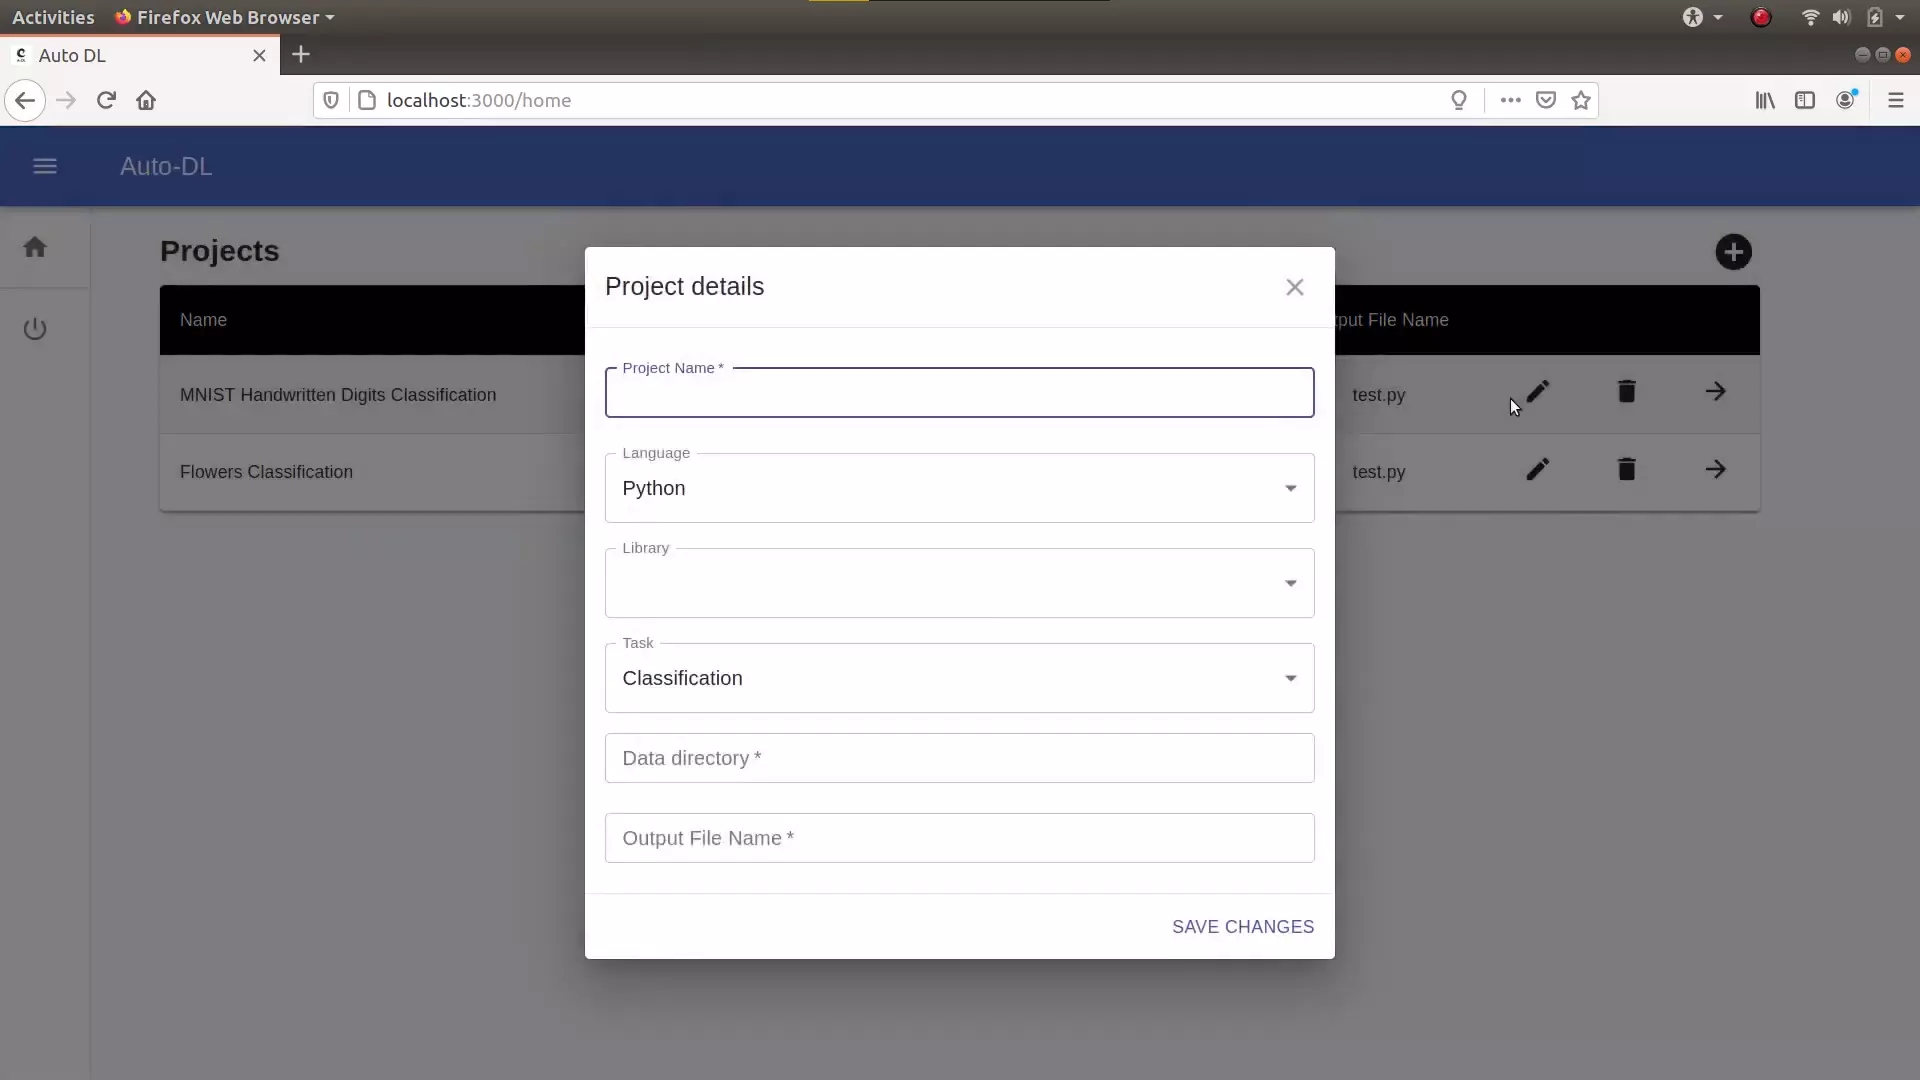 Activities Firefox Web Browser
Auto DL
localhost:3000/home
Auto-DL
Projects
Project details
Name
put File Name
Project Name *
MNIST Handwritten Digits Classification
test.py
Language
Python
Flowers Classification
test.py
Library
Task
Classification
Data directory *
Output File Name *
SAVE CHANGES